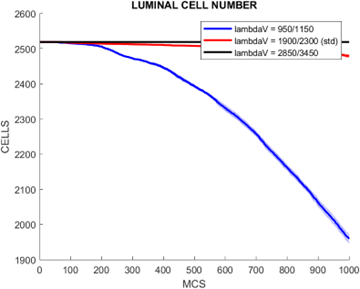 LUMINAL CELL NUMBER
2600
2500
2400
2300
2200
2100
2000
1900
CELLS
lambdaV = 950/1150
lambdaV = 1900/2300 (std)
lambdaV = 2850/3450
0 100 200 300 400 500 600 700 800 900 1000
MCS